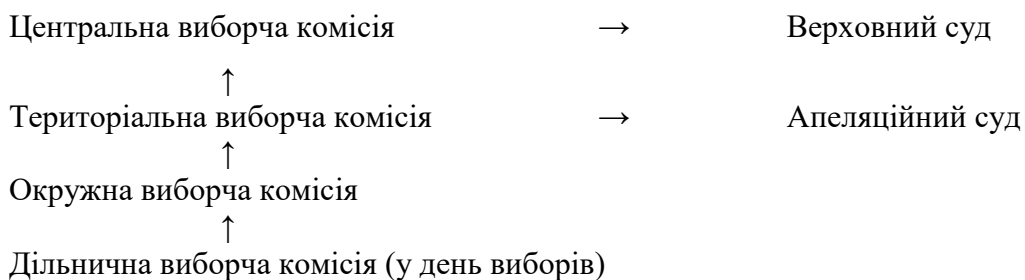 Центральна виборча комісія → Верховний суд
↑
Територіальна виборча комісія → Апеляційний суд
↑
Окружна виборча комісія
↑
Дільнична виборча комісія (у день виборів)